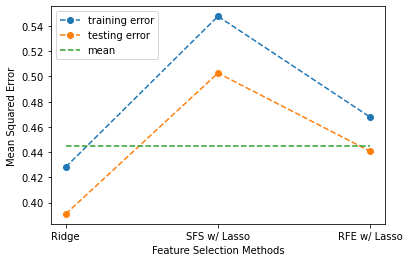 training error
testing error
mean
0.54
0.52
0.50
0.48
0.46
0.44
0.42
0.40
Mean Squared Error
Ridge
SFS w/ Lasso
RFE w/ Lasso
Feature Selection Methods